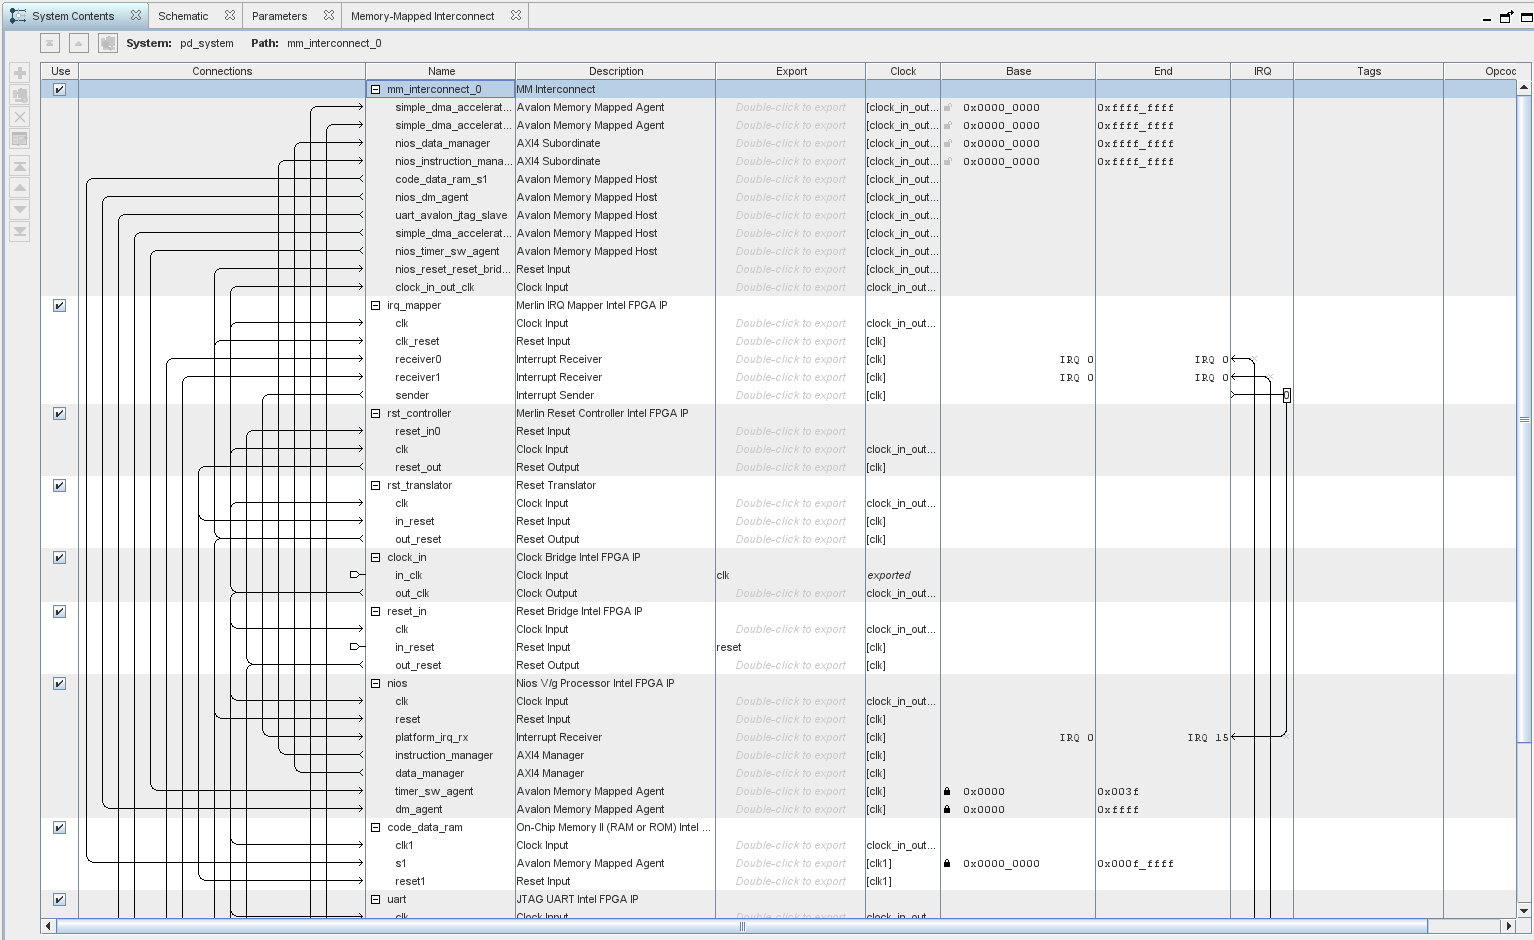 System Contents Schematic Parameters Memory-Mapped Interconnect
System: pd_system Path: mm_interconnect_0
Use Connections Name Description Export Clock Base End IRQ Tags Opcoc
mm_interconnect_0 MM Interconnect
simple_dma_accelerat... Avalon Memory Mapped Agent Double-click to export [clock_in_out... 0x0000_0000 0xffff_ffff
simple_dma_accelerat... Avalon Memory Mapped Agent Double-click to export [clock_in_out... 0x0000_0000 0xffff_ffff
nios_data_manager AXI4 Subordinate Double-click to export [clock_in_out... 0x0000_0000 0xffff_ffff
nios_instruction_mana... AXI4 Subordinate Double-click to export [clock_in_out... 0x0000_0000 0xffff_ffff
code_data_ram_s1 Avalon Memory Mapped Host Double-click to export [clock_in_out...
nios_dm_agent Avalon Memory Mapped Host Double-click to export [clock_in_out...
uart_avalon_jtag_slave Avalon Memory Mapped Host Double-click to export [clock_in_out...
simple_dma_accelerat... Avalon Memory Mapped Host Double-click to export [clock_in_out...
nios_timer_sw_agent Avalon Memory Mapped Host Double-click to export [clock_in_out...
nios_reset_reset_brid... Reset Input Double-click to export [clock_in_out...
clock_in_out_clk Clock Input Double-click to export clock_in_out...
irq_mapper Merlin IRQ Mapper Intel FPGA IP
clk Clock Input Double-click to export clock_in_out...
clk_reset Reset Input Double-click to export [clk]
receiver0 Interrupt Receiver Double-click to export [clk] IRQ 0 IRQ 0
receiver1 Interrupt Receiver Double-click to export [clk] IRQ 0 IRQ 0
sender Interrupt Sender Double-click to export [clk] 0
rst_controller Merlin Reset Controller Intel FPGA IP
reset_in0 Reset Input Double-click to export
clk Clock Input Double-click to export clock_in_out...
reset_out Reset Output Double-click to export [clk]
rst_translator Reset Translator
clk Clock Input Double-click to export clock_in_out...
in_reset Reset Input Double-click to export [clk]
out_reset Reset Output Double-click to export [clk]
clock_in Clock Bridge Intel FPGA IP
in_clk Clock Input clk exported
out_clk Clock Output Double-click to export clock_in_out...
reset_in Reset Bridge Intel FPGA IP
clk Clock Input Double-click to export clock_in_out...
in_reset Reset Input reset [clk]
out_reset Reset Output Double-click to export [clk]
nios Nios V/g Processor Intel FPGA IP
clk Clock Input Double-click to export clock_in_out...
reset Reset Input Double-click to export [clk]
platform_irq_rx Interrupt Receiver Double-click to export [clk] IRQ 0 IRQ 15
instruction_manager AXI4 Manager Double-click to export [clk]
data_manager AXI4 Manager Double-click to export [clk]
timer_sw_agent Avalon Memory Mapped Agent Double-click to export [clk] 0x0000 0x003f
dm_agent Avalon Memory Mapped Agent Double-click to export [clk] 0x0000 0xffff
code_data_ram On-Chip Memory II (RAM or ROM) Intel ...
clk1 Clock Input Double-click to export clock_in_out...
s1 Avalon Memory Mapped Agent Double-click to export [clk1] 0x0000_0000 0x000f_ffff
reset1 Reset Input Double-click to export [clk1]
uart JTAG UART Intel FPGA IP
clk Clock Input Double-click to export clock_in_out...